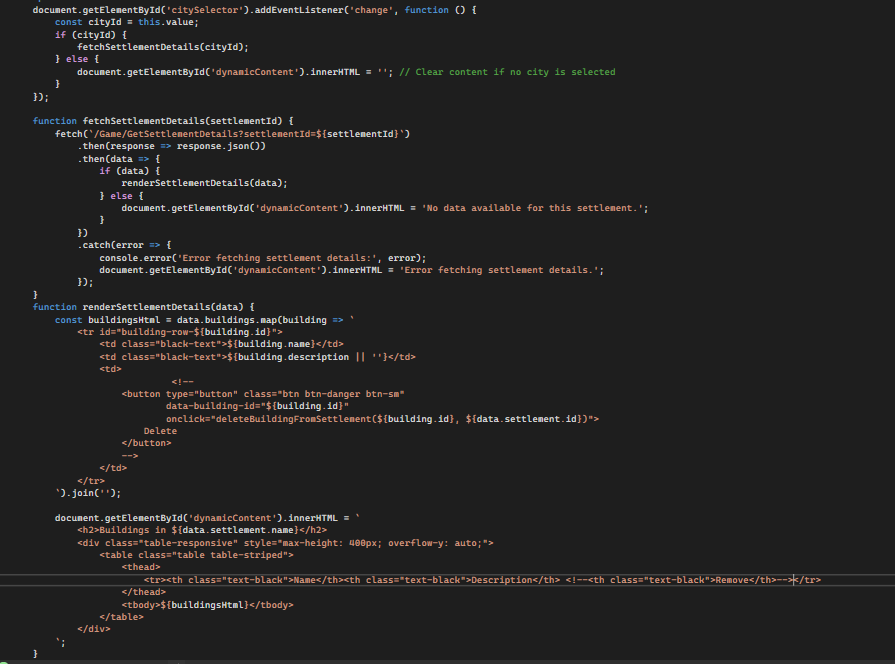 document.getElementById('citySelector').addEventListener('change', function () {
    const cityId = this.value;
    if (cityId) {
        fetchSettlementDetails(cityId);
    } else {
        document.getElementById('dynamicContent').innerHTML = ''; // Clear content if no city is selected
    }
});

function fetchSettlementDetails(settlementId) {
    fetch(`/Game/GetSettlementDetails?settlementId=${settlementId}`)
        .then(response => response.json())
        .then(data => {
            if (data) {
                renderSettlementDetails(data);
            } else {
                document.getElementById('dynamicContent').innerHTML = 'No data available for this settlement.';
            }
        })
        .catch(error => {
            console.error('Error fetching settlement details:', error);
            document.getElementById('dynamicContent').innerHTML = 'Error fetching settlement details.';
        });
}
function renderSettlementDetails(data) {
    const buildingsHtml = data.buildings.map(building => `
        <tr id="building-row-${building.id}">
            <td class="black-text">${building.name}</td>
            <td class="black-text">${building.description || ''}</td>
            <td>
                         <!--
                <button type="button" class="btn btn-danger btn-sm"
                        data-building-id="${building.id}"
                        onclick="deleteBuildingFromSettlement(${building.id}, ${data.settlement.id})">
                    Delete
                </button>
                -->
            </td>
        </tr>
    `).join('');

    document.getElementById('dynamicContent').innerHTML = `
        <h2>Buildings in ${data.settlement.name}</h2>
        <div class="table-responsive" style="max-height: 400px; overflow-y: auto;">
            <table class="table table-striped">
                <thead>
                    <tr><th class="text-black">Name</th><th class="text-black">Description</th> <!--<th class="text-black">Remove</th>--></tr>
                </thead>
                <tbody>${buildingsHtml}</tbody>
            </table>
        </div>
    `;
}